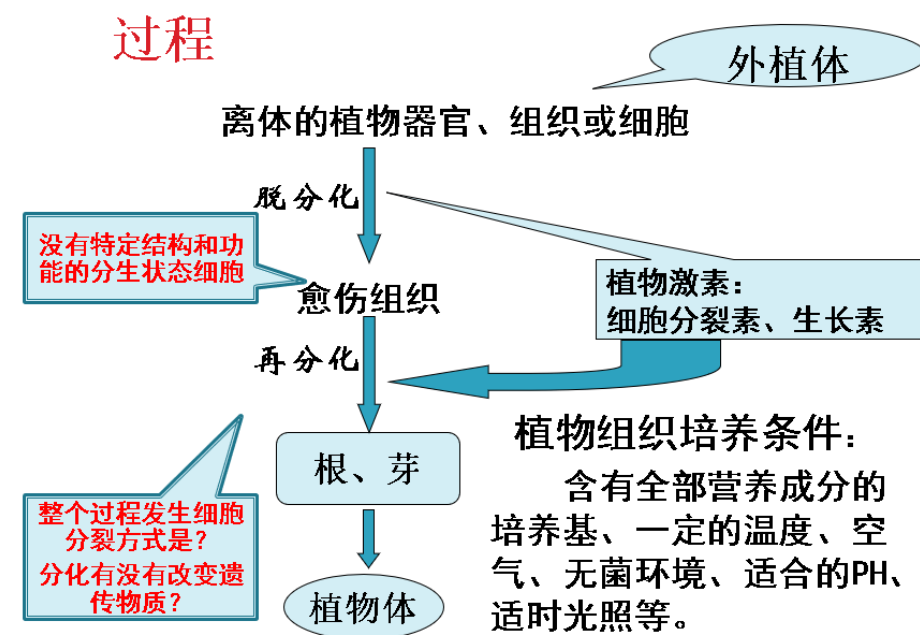 过程
外植体
离体的植物器官、组织或细胞
脱分化
没有特定结构和功
能的分生状态细胞
愈伤组织
植物激素：
细胞分裂素、生长素
再分化
根、芽
植物组织培养条件：
含有全部营养成分的
培养基、一定的温度、空
气、无菌环境、适合的PH、
适时光照等。
整个过程发生细胞
分裂方式是？
分化有没有改变遗
传物质？
植物体